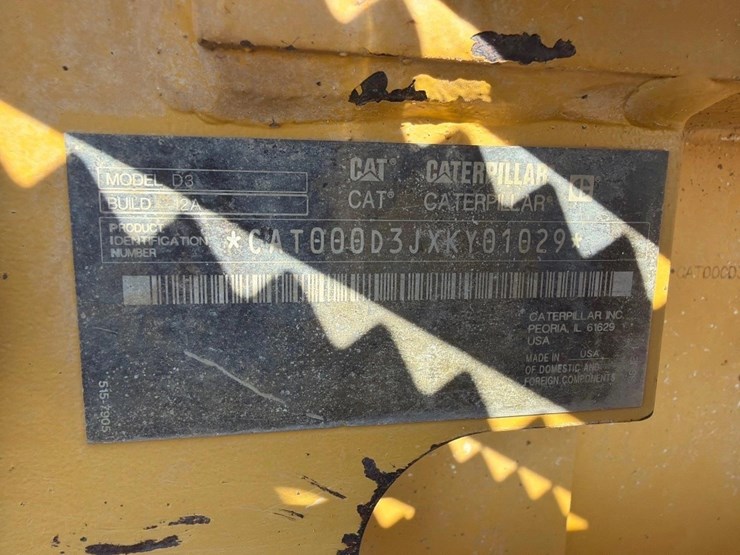 MODEL D3
BUILD 12A
CAT® CATERPILLAR
CAT® CATERPILLAR®
PRODUCT
IDENTIFICATION
NUMBER
*CAT000D3JXKY01029*
CATERPILLAR INC.
PEORIA, IL 61629
USA
MADE IN USA
OF DOMESTIC AND
FOREIGN COMPONENTS
515-7905